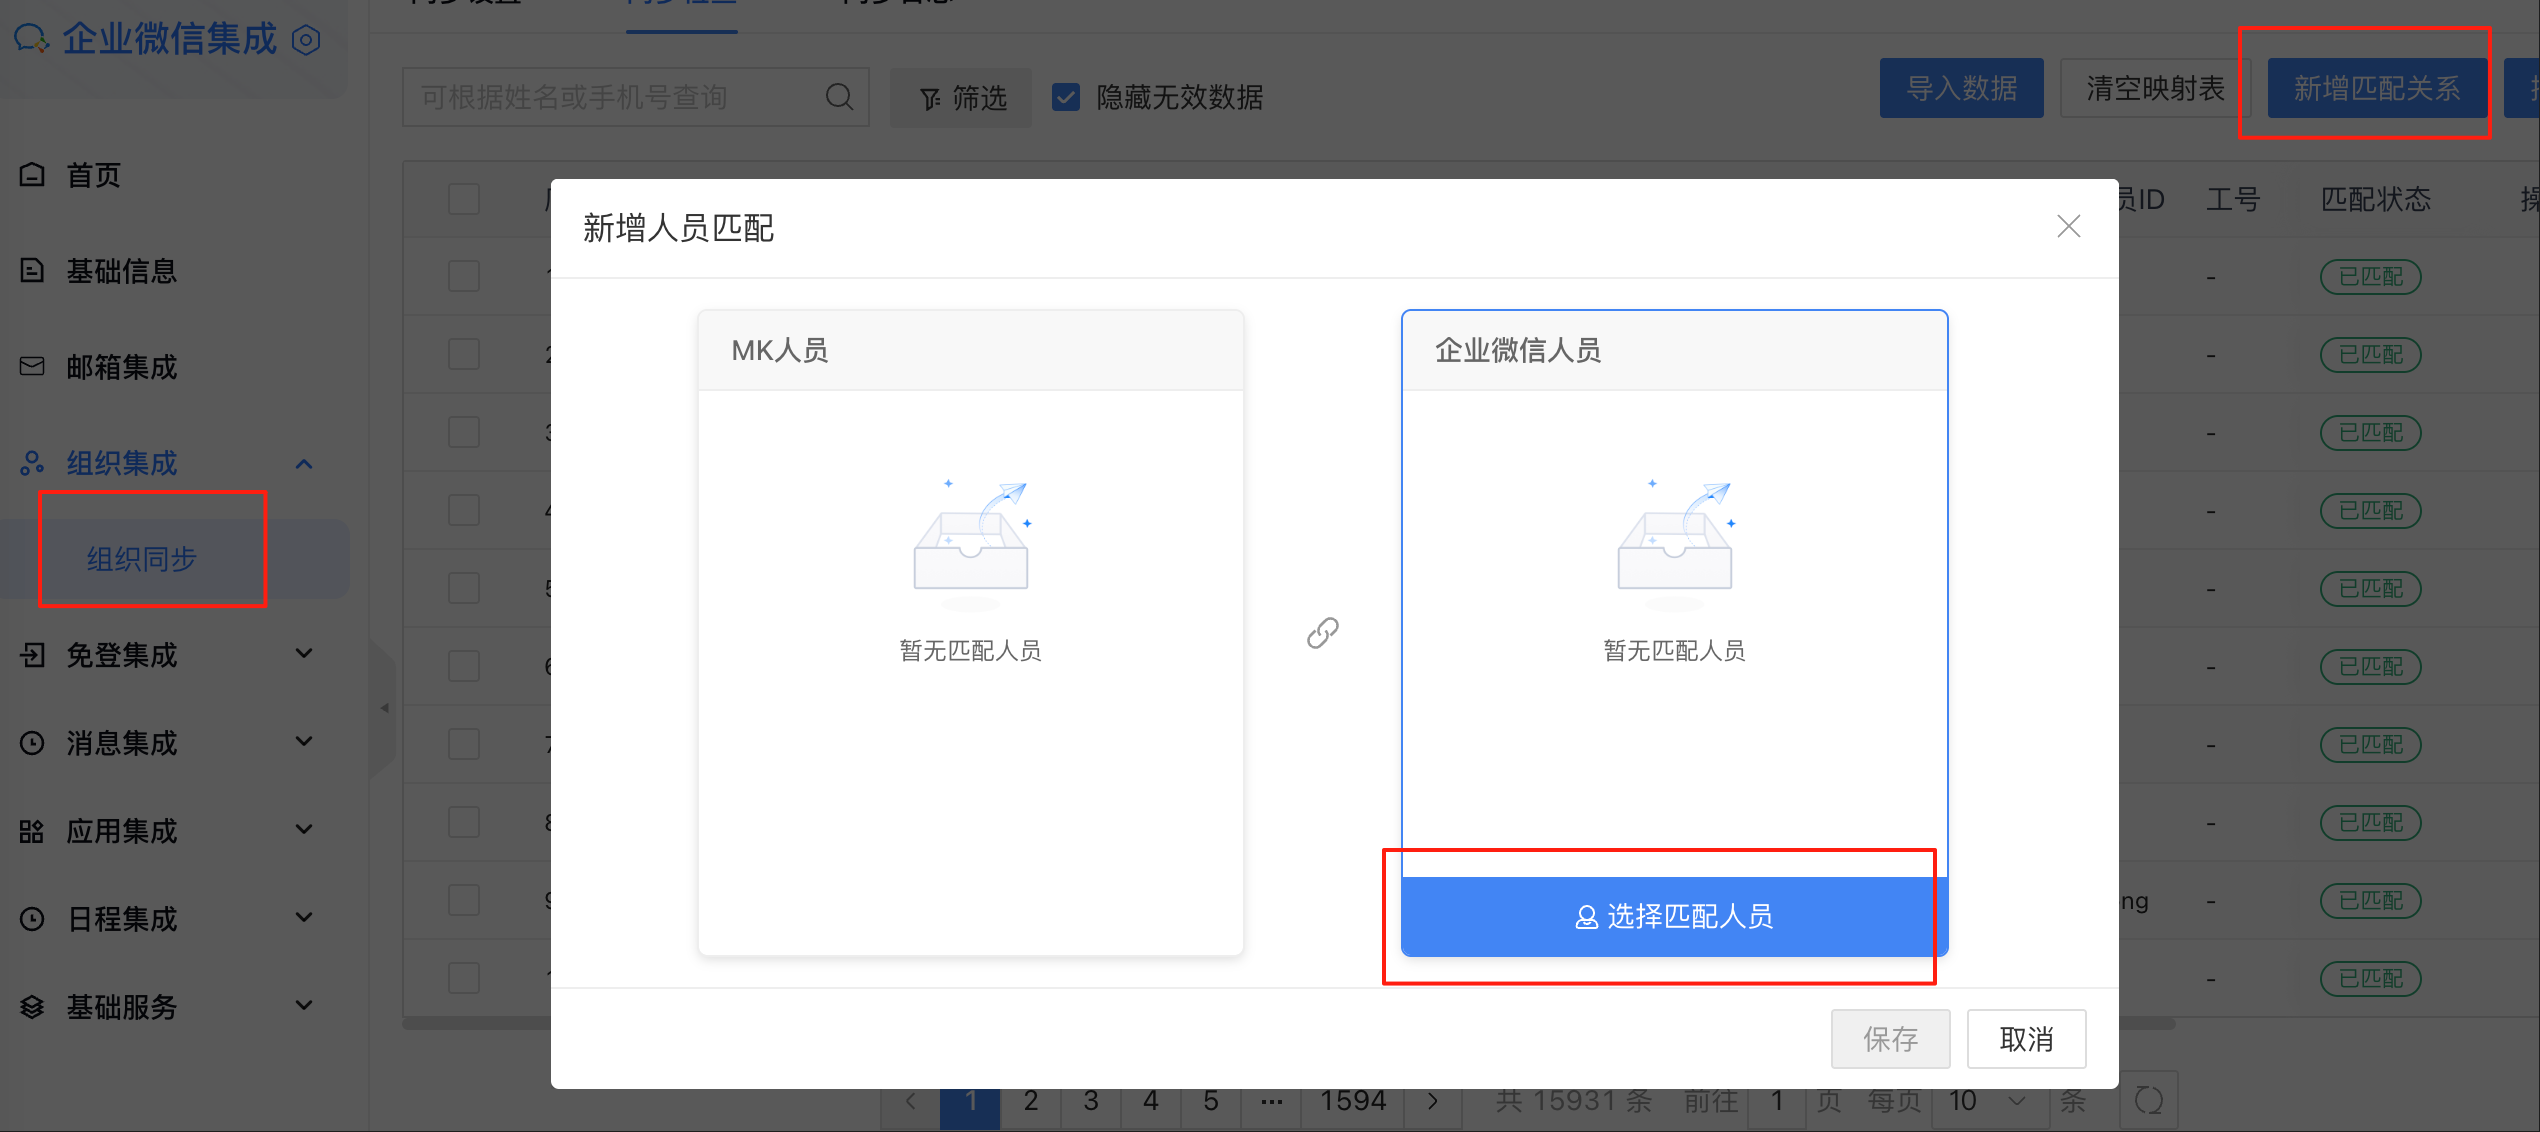 企业微信集成
首页
基础信息
邮箱集成
组织集成
组织同步
免登集成
消息集成
应用集成
日程集成
基础服务
可根据姓名或手机号查询
筛选
隐藏无效数据
导入数据
清空映射表
新增匹配关系
员ID 工号 匹配状态
- 已匹配
- 已匹配
- 已匹配
- 已匹配
- 已匹配
- 已匹配
- 已匹配
- 已匹配
ng - 已匹配
- 已匹配
新增人员匹配
MK人员
暂无匹配人员
企业微信人员
暂无匹配人员
选择匹配人员
保存
取消
1 2 3 4 5 ··· 1594 共 15931 条 前往 1 页 每页 10 条